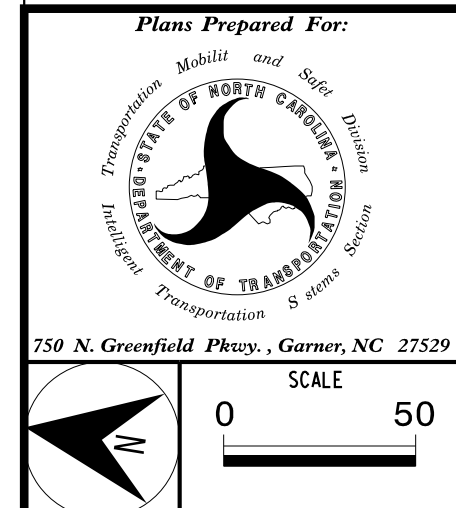 Plans Prepared For:
Transportation Mobilit and Safet Division
STATE OF NORTH CAROLINA
DEPARTMENT OF TRANSPORTATION
Intelligent Transportation S stems Section
750 N. Greenfield Pkwy. , Garner, NC 27529
N
SCALE
0 50